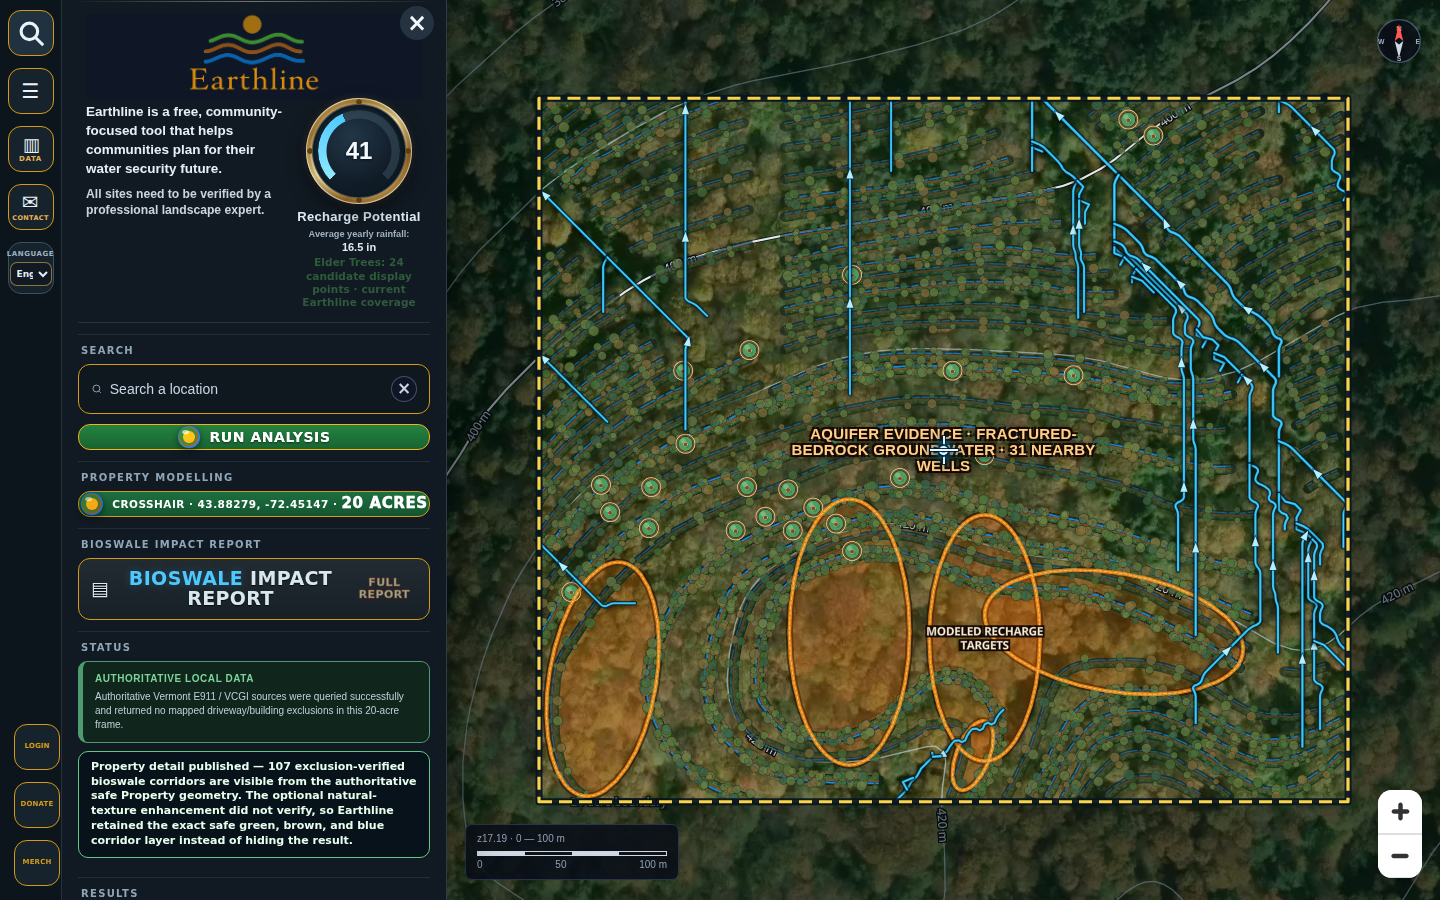 DATA
CONTACT
LANGUAGE
Eng
LOGIN
DONATE
MERCH
Earthline
Earthline is a free, community-
focused tool that helps
communities plan for their
water security future.
All sites need to be verified by a
professional landscape expert.
41
Recharge Potential
Average yearly rainfall:
16.5 in
Elder Trees: 24
candidate display
points · current
Earthline coverage
SEARCH
Search a location
RUN ANALYSIS
PROPERTY MODELLING
CROSSHAIR · 43.88279, -72.45147 · 20 ACRES
BIOSWALE IMPACT REPORT
BIOSWALE IMPACT
REPORT
FULL
REPORT
STATUS
AUTHORITATIVE LOCAL DATA
Authoritative Vermont E911 / VCGI sources were queried successfully
and returned no mapped driveway/building exclusions in this 20-acre
frame.
Property detail published — 107 exclusion-verified
bioswale corridors are visible from the authoritative
safe Property geometry. The optional natural-
texture enhancement did not verify, so Earthline
retained the exact safe green, brown, and blue
corridor layer instead of hiding the result.
RESULTS
W
E
S
400 m
AQUIFER EVIDENCE · FRACTURED-
BEDROCK GROUNDWATER · 31 NEARBY
WELLS
MODELED RECHARGE
TARGETS
420 m
420 m
z17.19 · 0 — 100 m
0
50
100 m